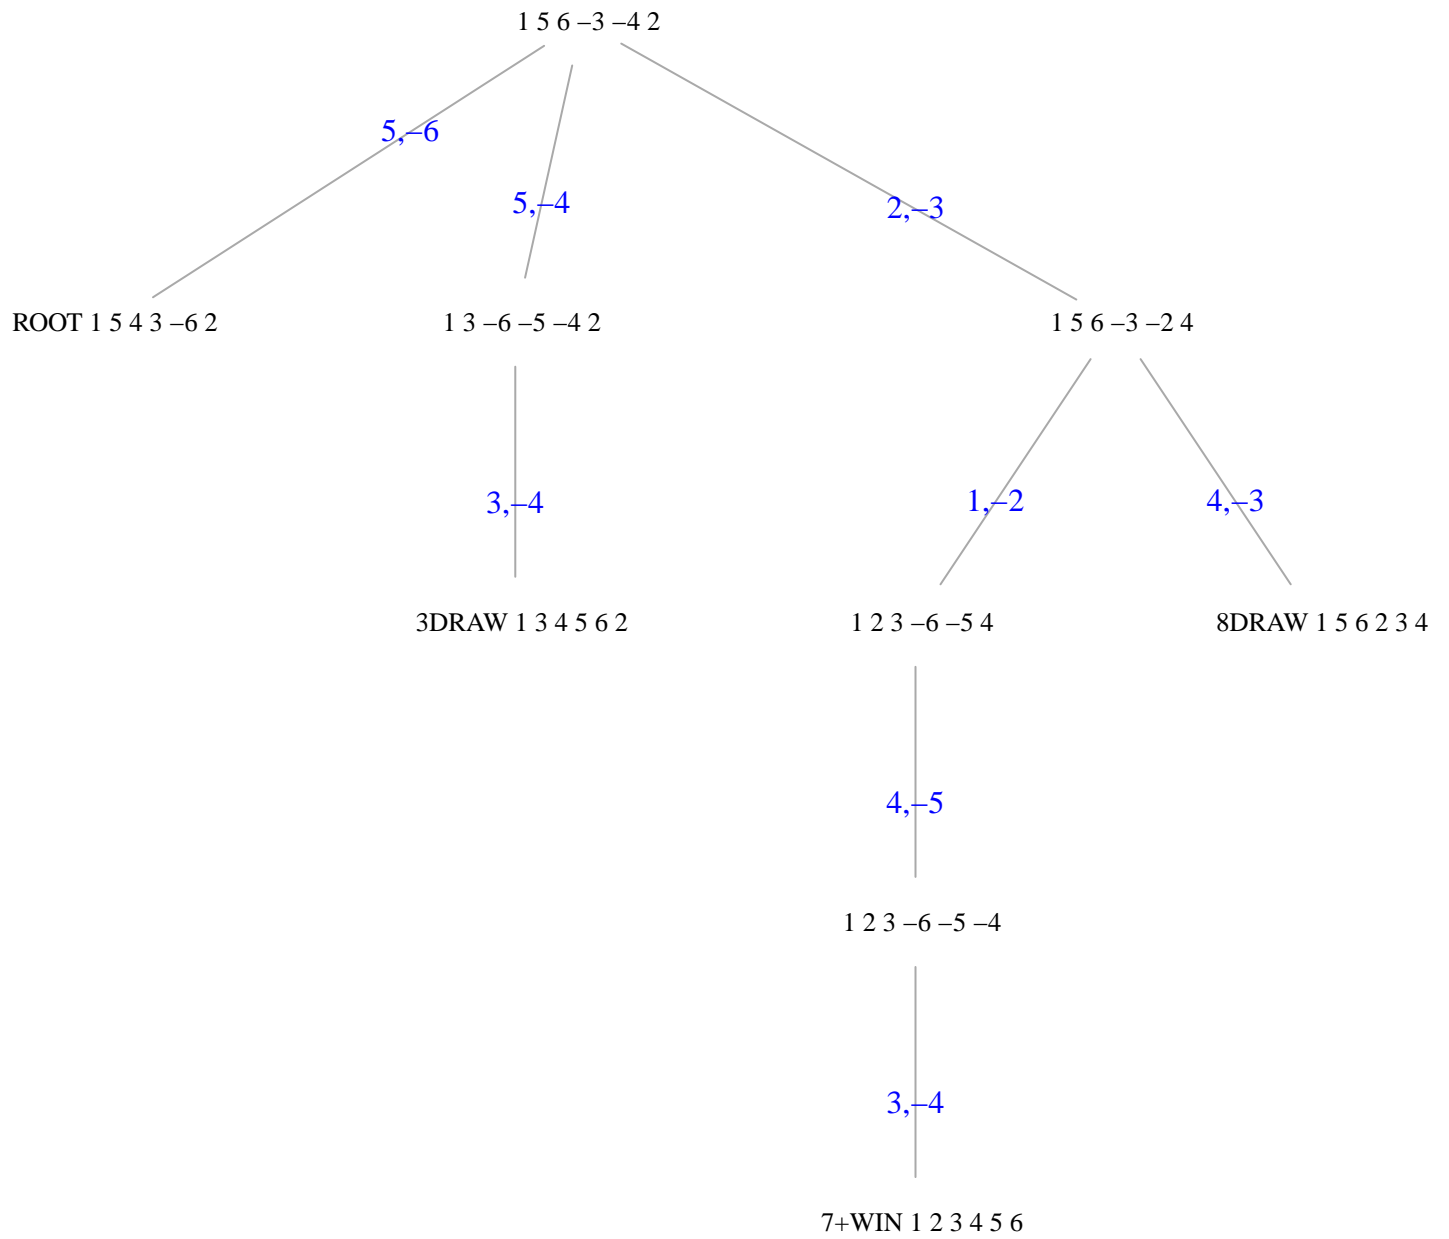 1 5 6 –3 –4 2
5,–6
5,–4
2,–3
ROOT 1 5 4 3 –6 2
1 3 –6 –5 –4 2
1 5 6 –3 –2 4
3,–4
1,–2
4,–3
3DRAW 1 3 4 5 6 2
1 2 3 –6 –5 4
8DRAW 1 5 6 2 3 4
4,–5
1 2 3 –6 –5 –4
3,–4
7+WIN 1 2 3 4 5 6